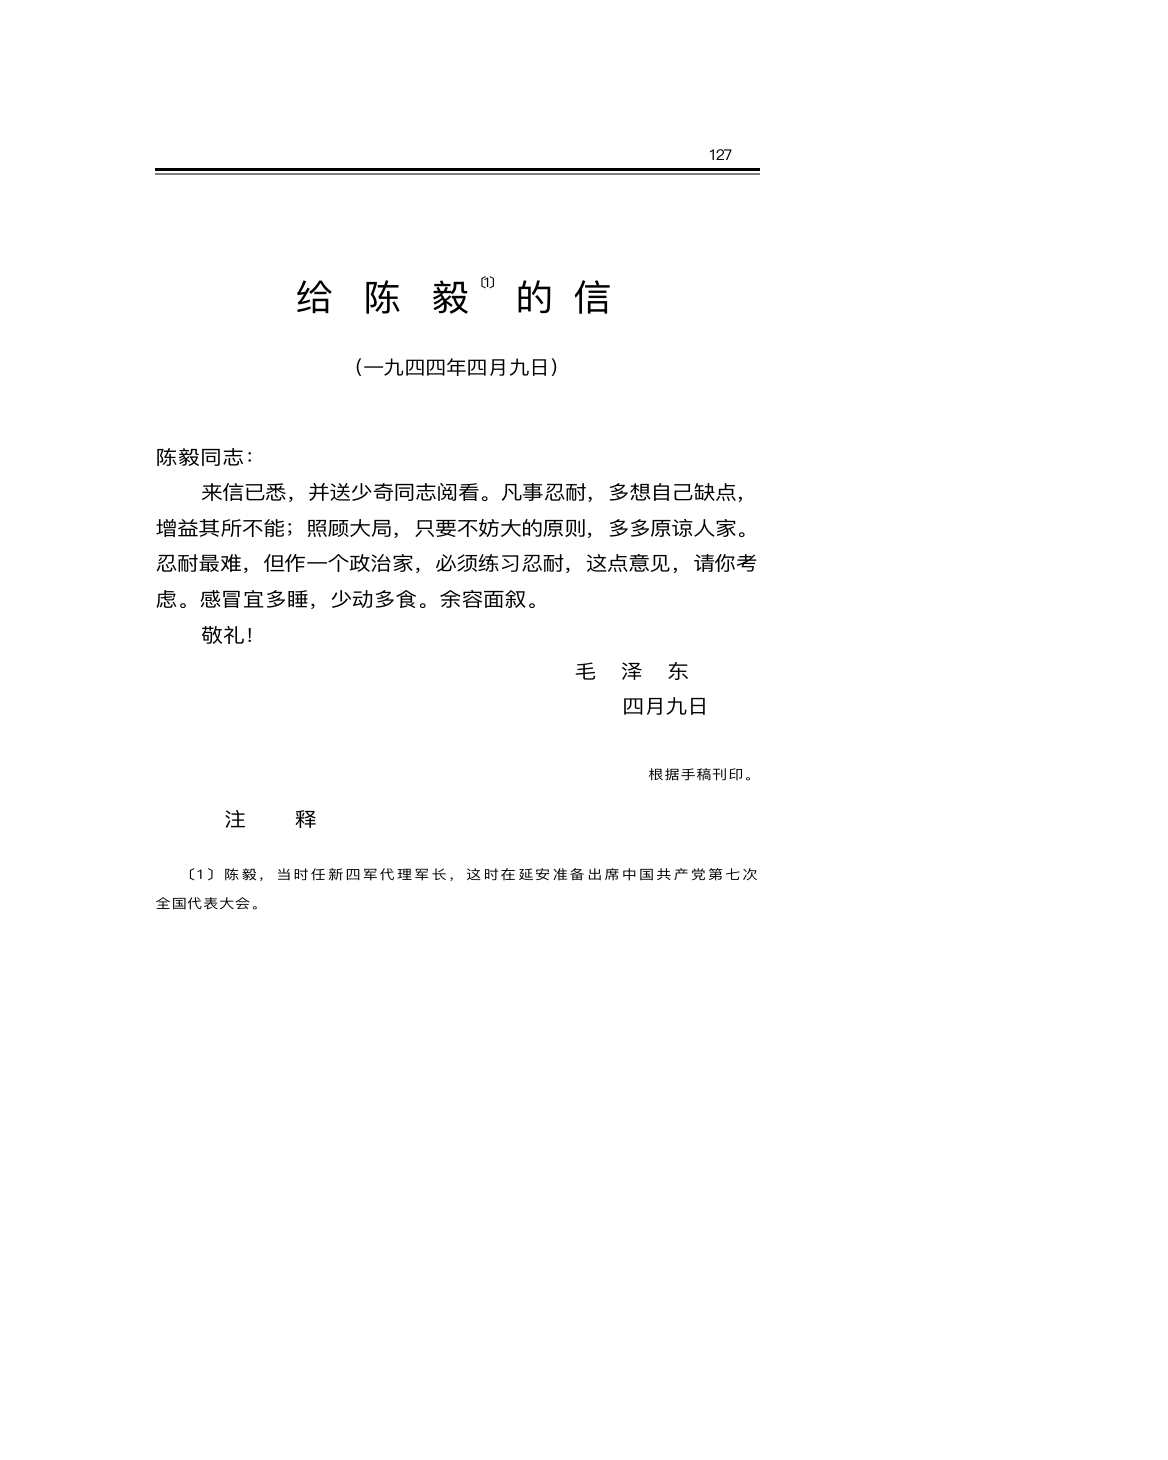 127
给陈毅〔1〕的信
（一九四四年四月九日）
陈毅同志：
来信已悉，并送少奇同志阅看。凡事忍耐，多想自己缺点，
增益其所不能；照顾大局，只要不妨大的原则，多多原谅人家。
忍耐最难，但作一个政治家，必须练习忍耐，这点意见，请你考
虑。感冒宜多睡，少动多食。余容面叙。
敬礼！
毛 泽 东
四月九日
根据手稿刊印。
注 释
〔1〕陈毅，当时任新四军代理军长，这时在延安准备出席中国共产党第七次
全国代表大会。